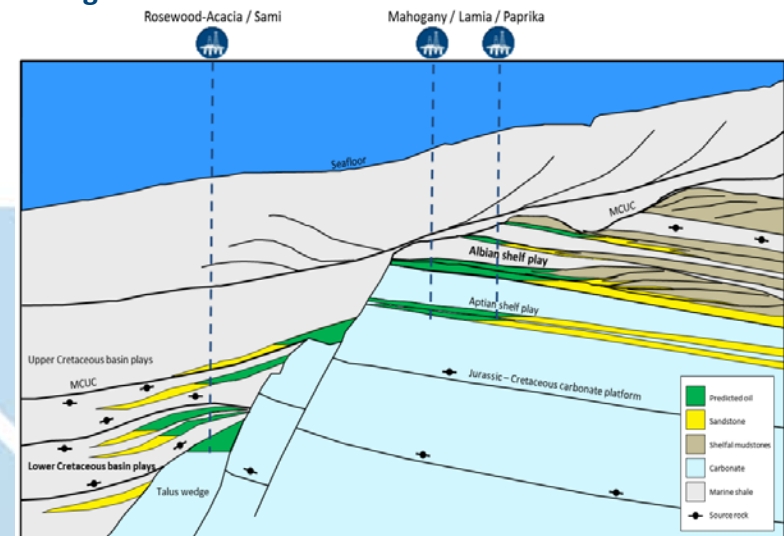 Rosewood-Acacia / Sami
Mahogany / Lamia / Paprika
Seafloor
MCUC
Albian shelf play
Aptian shelf play
Upper Cretaceous basin plays
MCUC
Jurassic – Cretaceous carbonate platform
Lower Cretaceous basin plays
Talus wedge
Predicted oil
Sandstone
Shelfal mudstones
Carbonate
Marine shale
Source rock